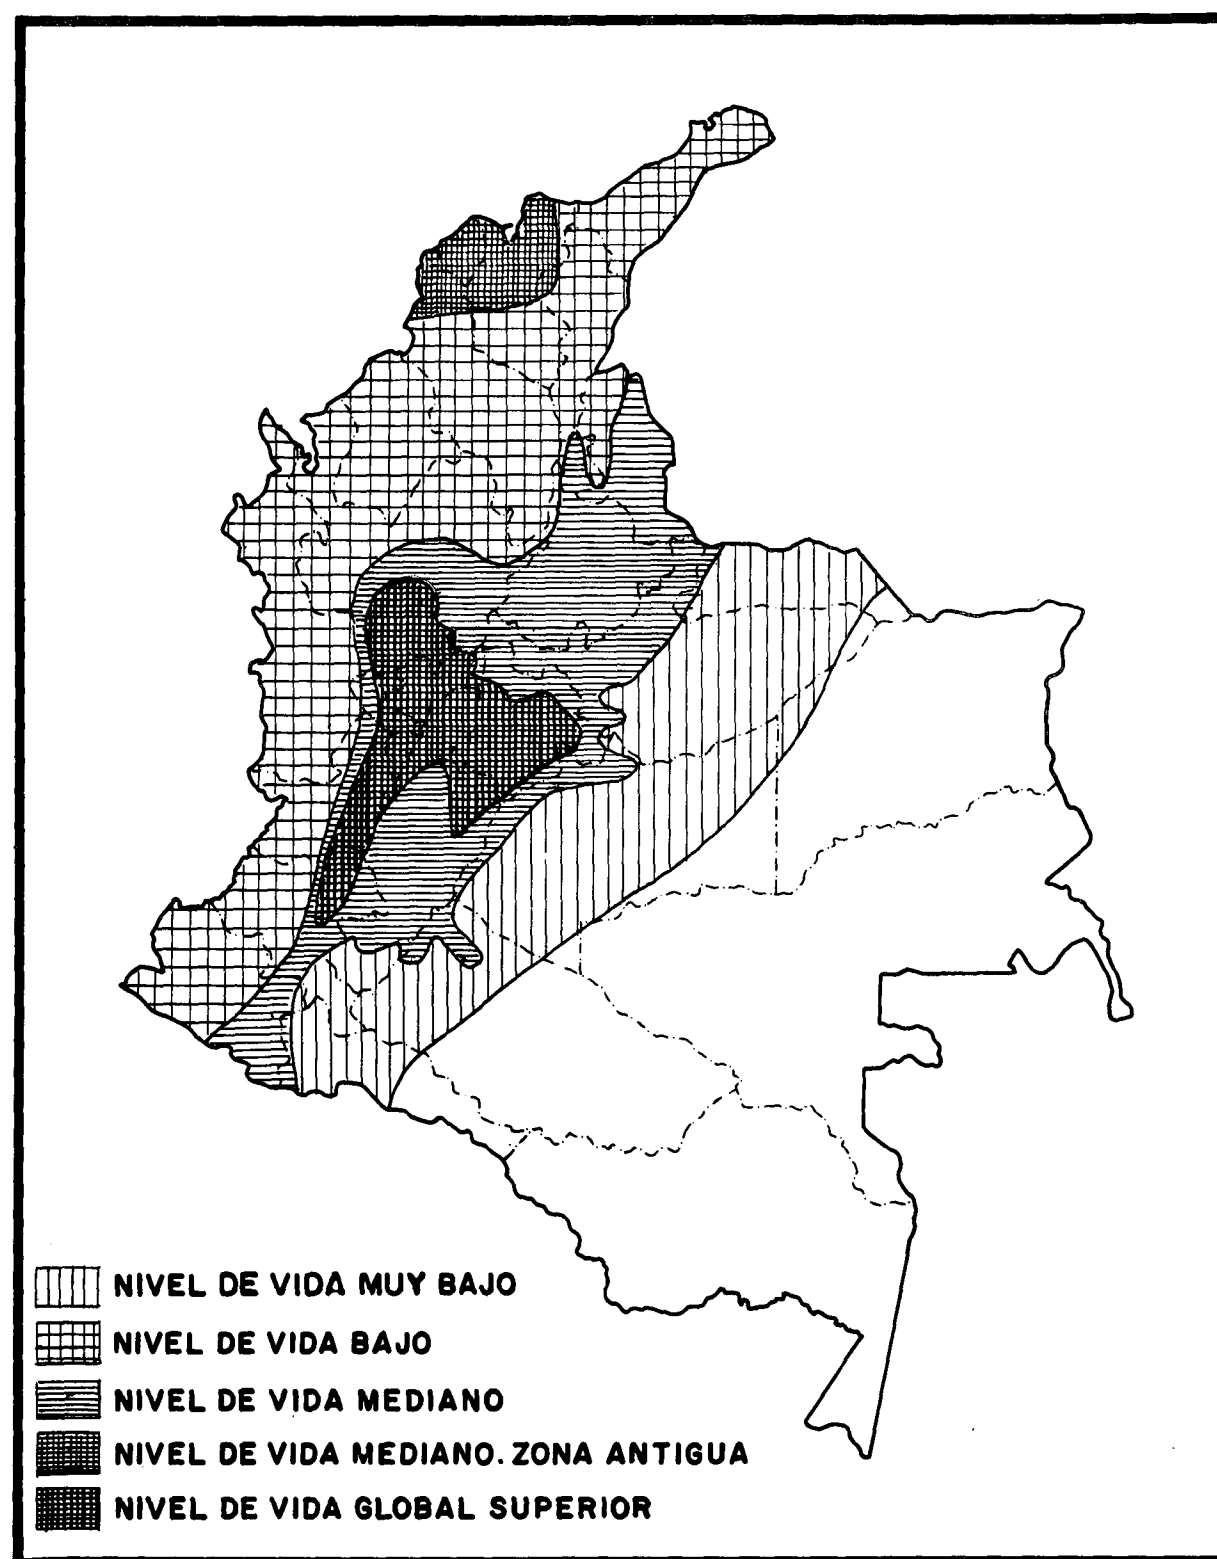 NIVEL DE VIDA MUY BAJO
NIVEL DE VIDA BAJO
NIVEL DE VIDA MEDIANO
NIVEL DE VIDA MEDIANO. ZONA ANTIGUA
NIVEL DE VIDA GLOBAL SUPERIOR